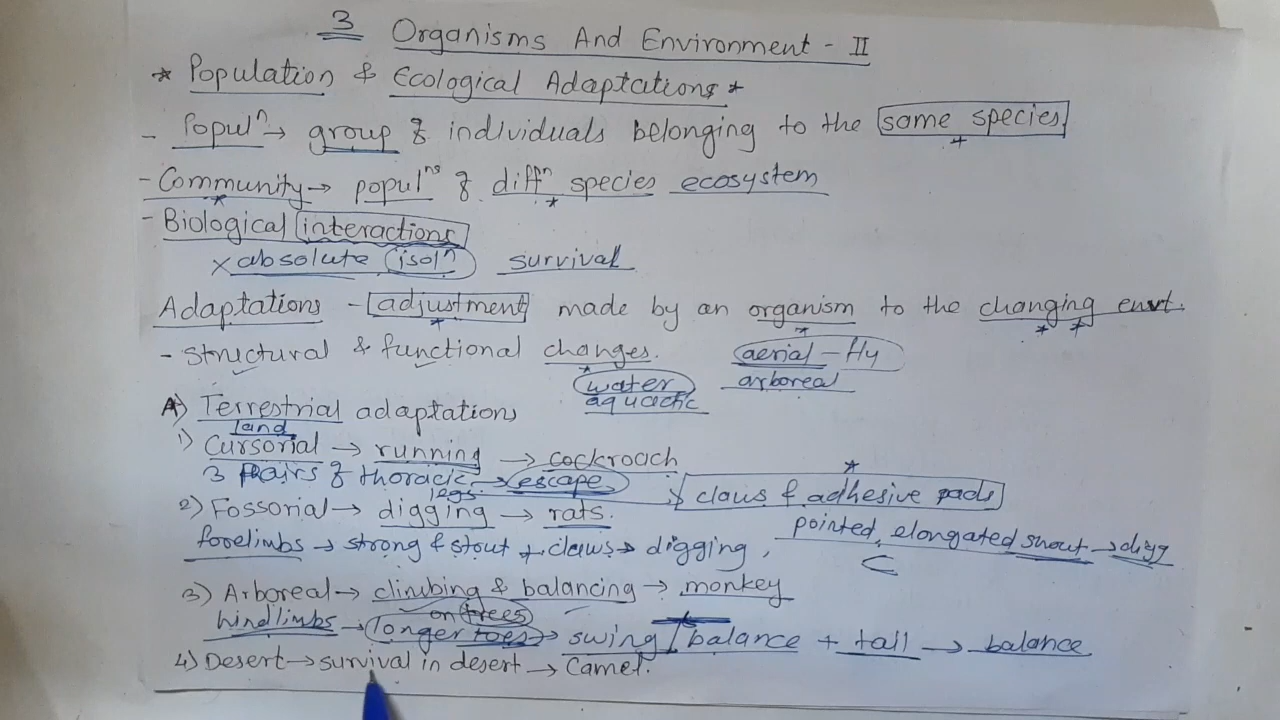 3 Organisms And Environment - II
* Population & Ecological Adaptations *
- Populⁿ → group of individuals belonging to the same species.
- Community → populⁿˢ of diffⁿ species ecosystem
- Biological interactions
x absolute isolⁿ survival
Adaptations - adjustment made by an organism to the changing envt.
- structural & functional changes. aerial - fly
water arboreal
aquactic
A) Terrestrial adaptations
land
1) Cursorial → running → cockroach
3 pairs of thoracic legs → escape, claws & adhesive pads
2) Fossorial → digging → rats.
forelimbs → strong & stout + claws → digging, pointed, elongated snout → digg
3) Arboreal → climbing & balancing → monkey
on trees
hindlimbs → longer toes → swing / balance + tail → balance
4) Desert → survival in desert → Camel.